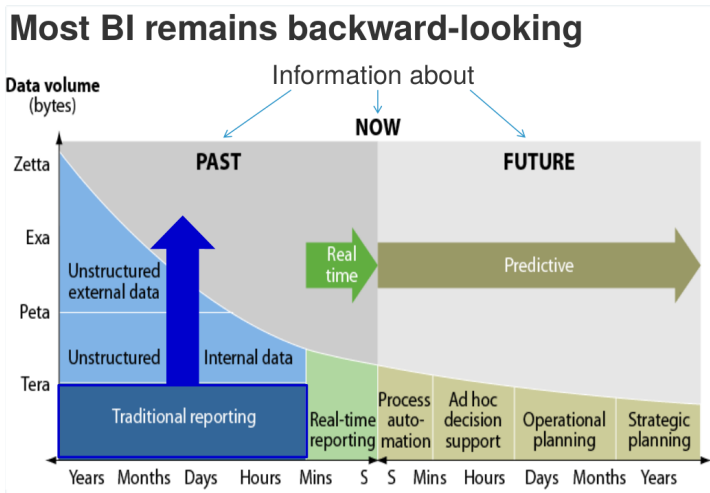 Most BI remains backward-looking
Information about
Data volume
(bytes)
NOW
PAST
FUTURE
Zetta
Exa
Peta
Tera
Unstructured
external data
Real
time
Predictive
Unstructured
Internal data
Traditional reporting
Real-time
reporting
Process
auto-
mation
Ad hoc
decision
support
Operational
planning
Strategic
planning
Years Months Days Hours Mins S S Mins Hours Days Months Years